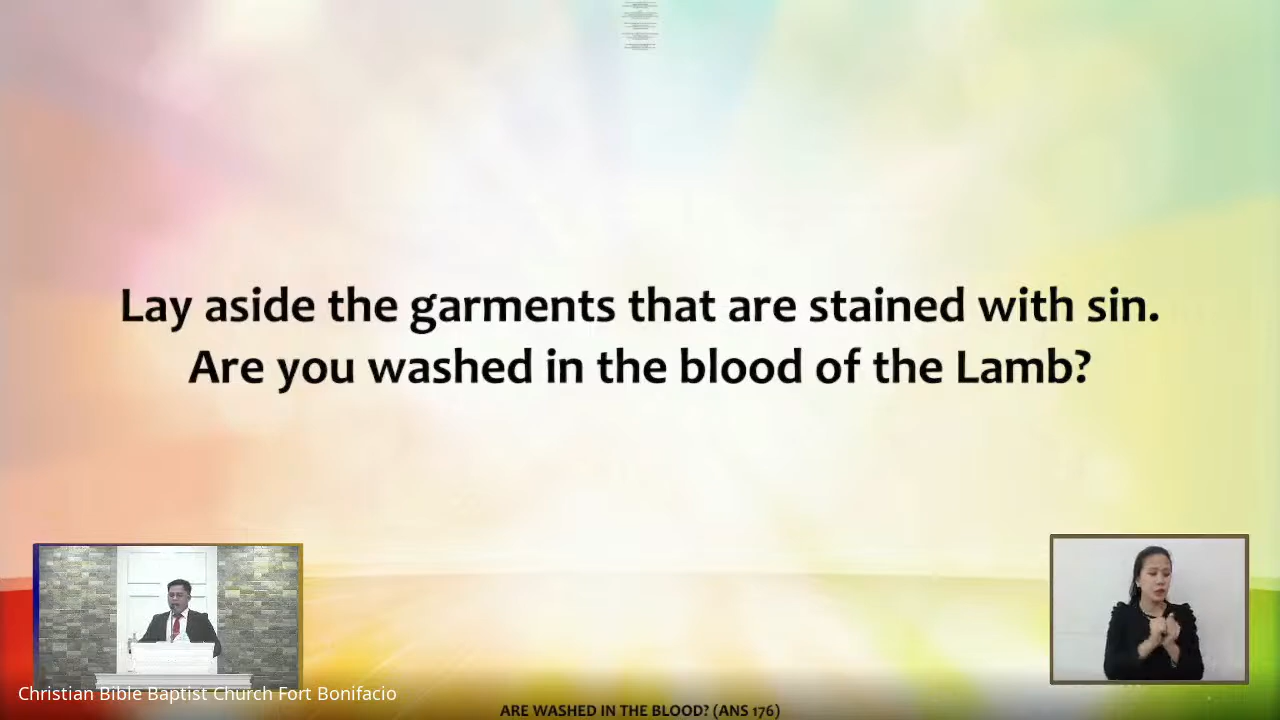 Lay aside the garments that are stained with sin.
Are you washed in the blood of the Lamb?
Christian Bible Baptist Church Fort Bonifacio
ARE WASHED IN THE BLOOD? (ANS 176)